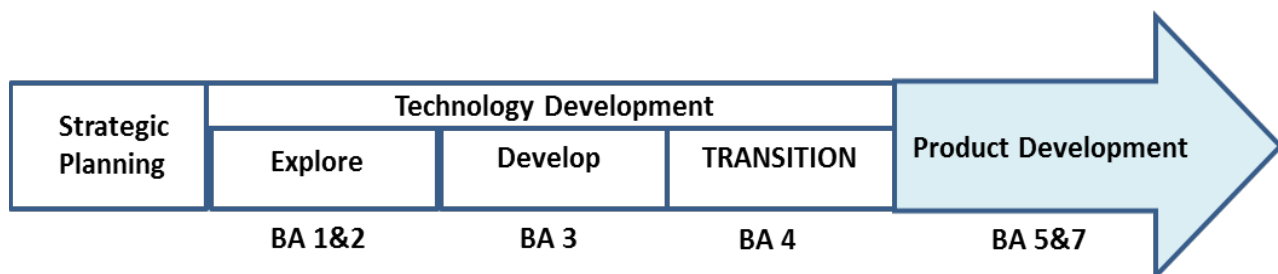 Strategic
Planning
Technology Development
Explore
Develop
TRANSITION
Product Development
BA 1&2
BA 3
BA 4
BA 5&7